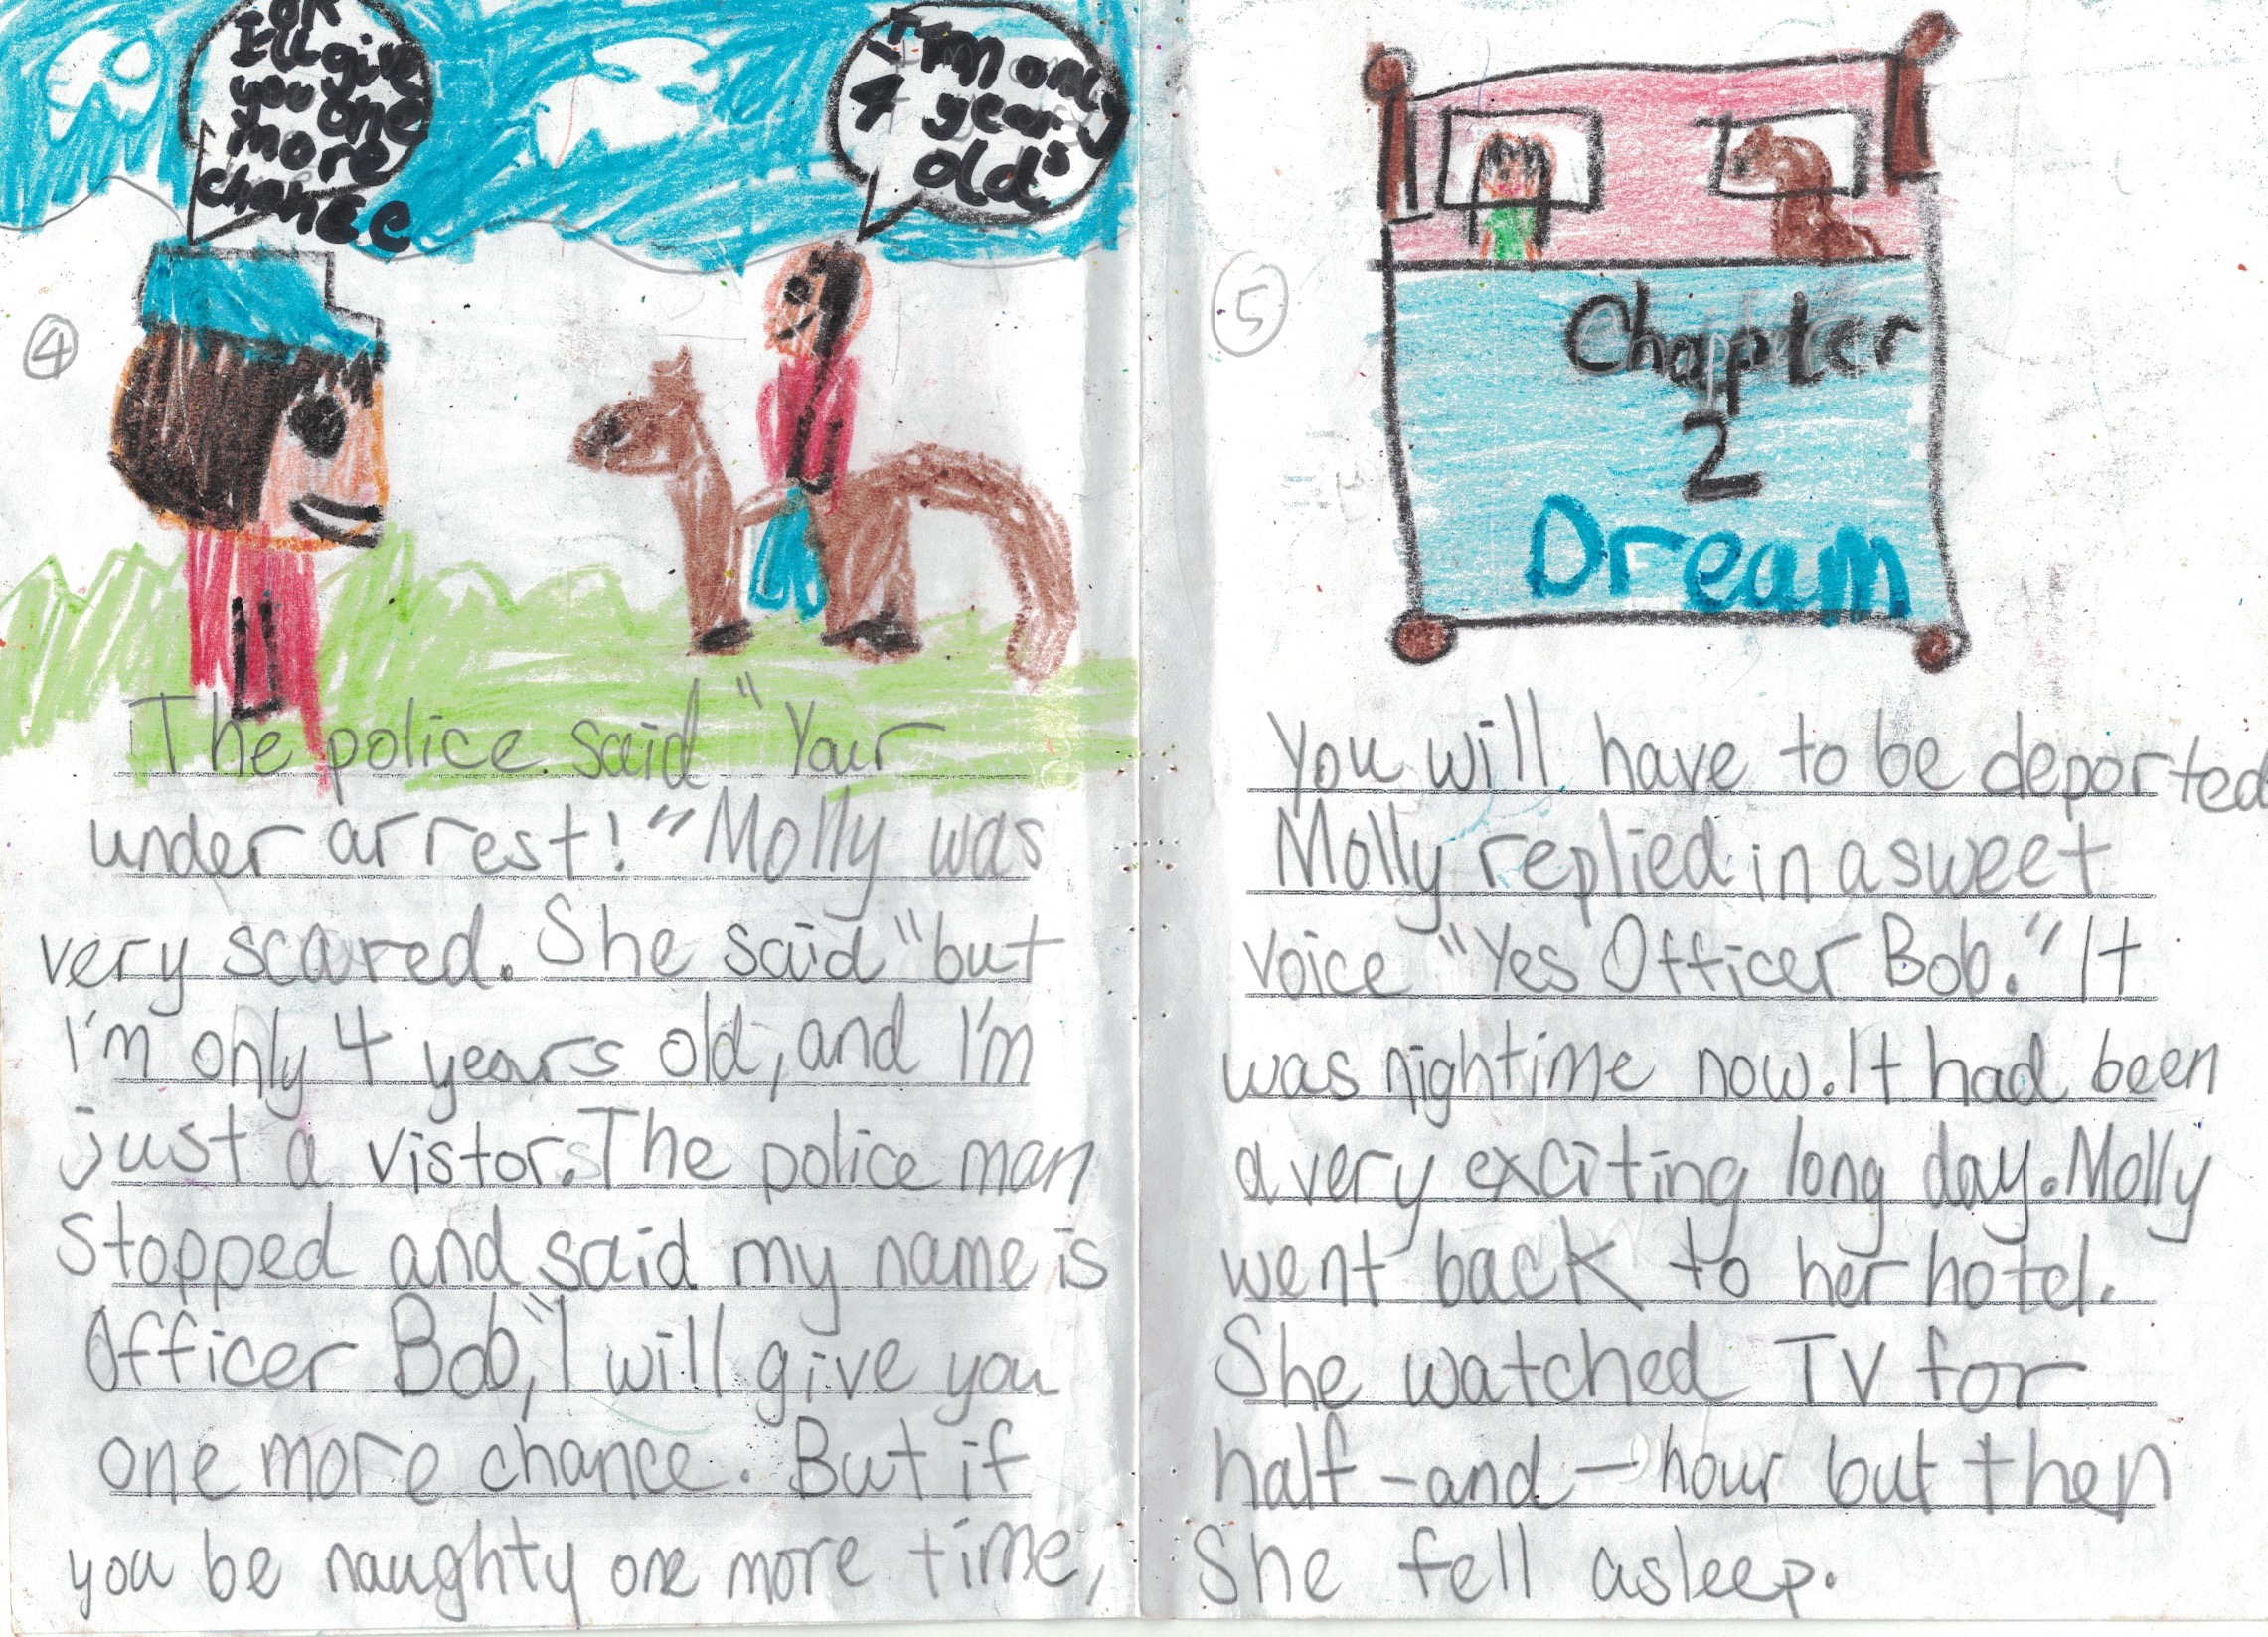 OK
I'll give
you one
more
chance
I'm only
4 years
old
4
The police said "Your
under arrest!" Molly was
very scared. She said "but
I'm only 4 years old, and I'm
just a vistor. The police man
stopped and said my name is
Officer Bob," I will give you
one more chance. But if
you be naughty one more time,
5
Chapter
2
Dream
You will have to be deported
Molly replied in a sweet
voice "Yes Officer Bob." It
was nightime now. It had been
a very exciting long day. Molly
went back to her hotel.
She watched TV for
half-and-hour but then
She fell asleep.